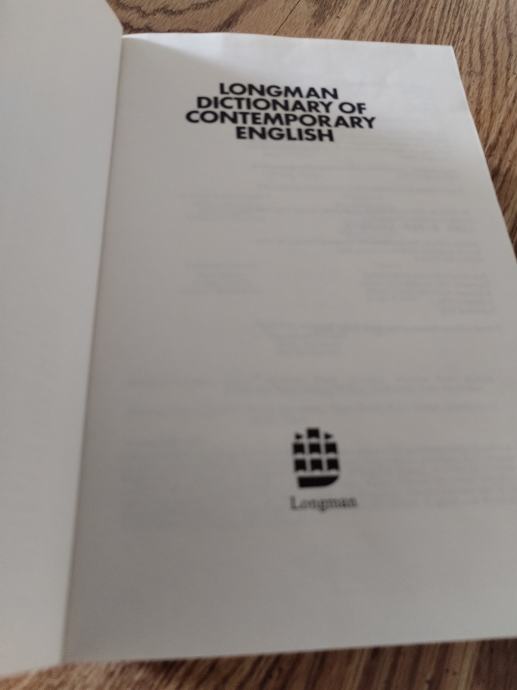 LONGMAN
DICTIONARY OF
CONTEMPORARY
ENGLISH
Longman